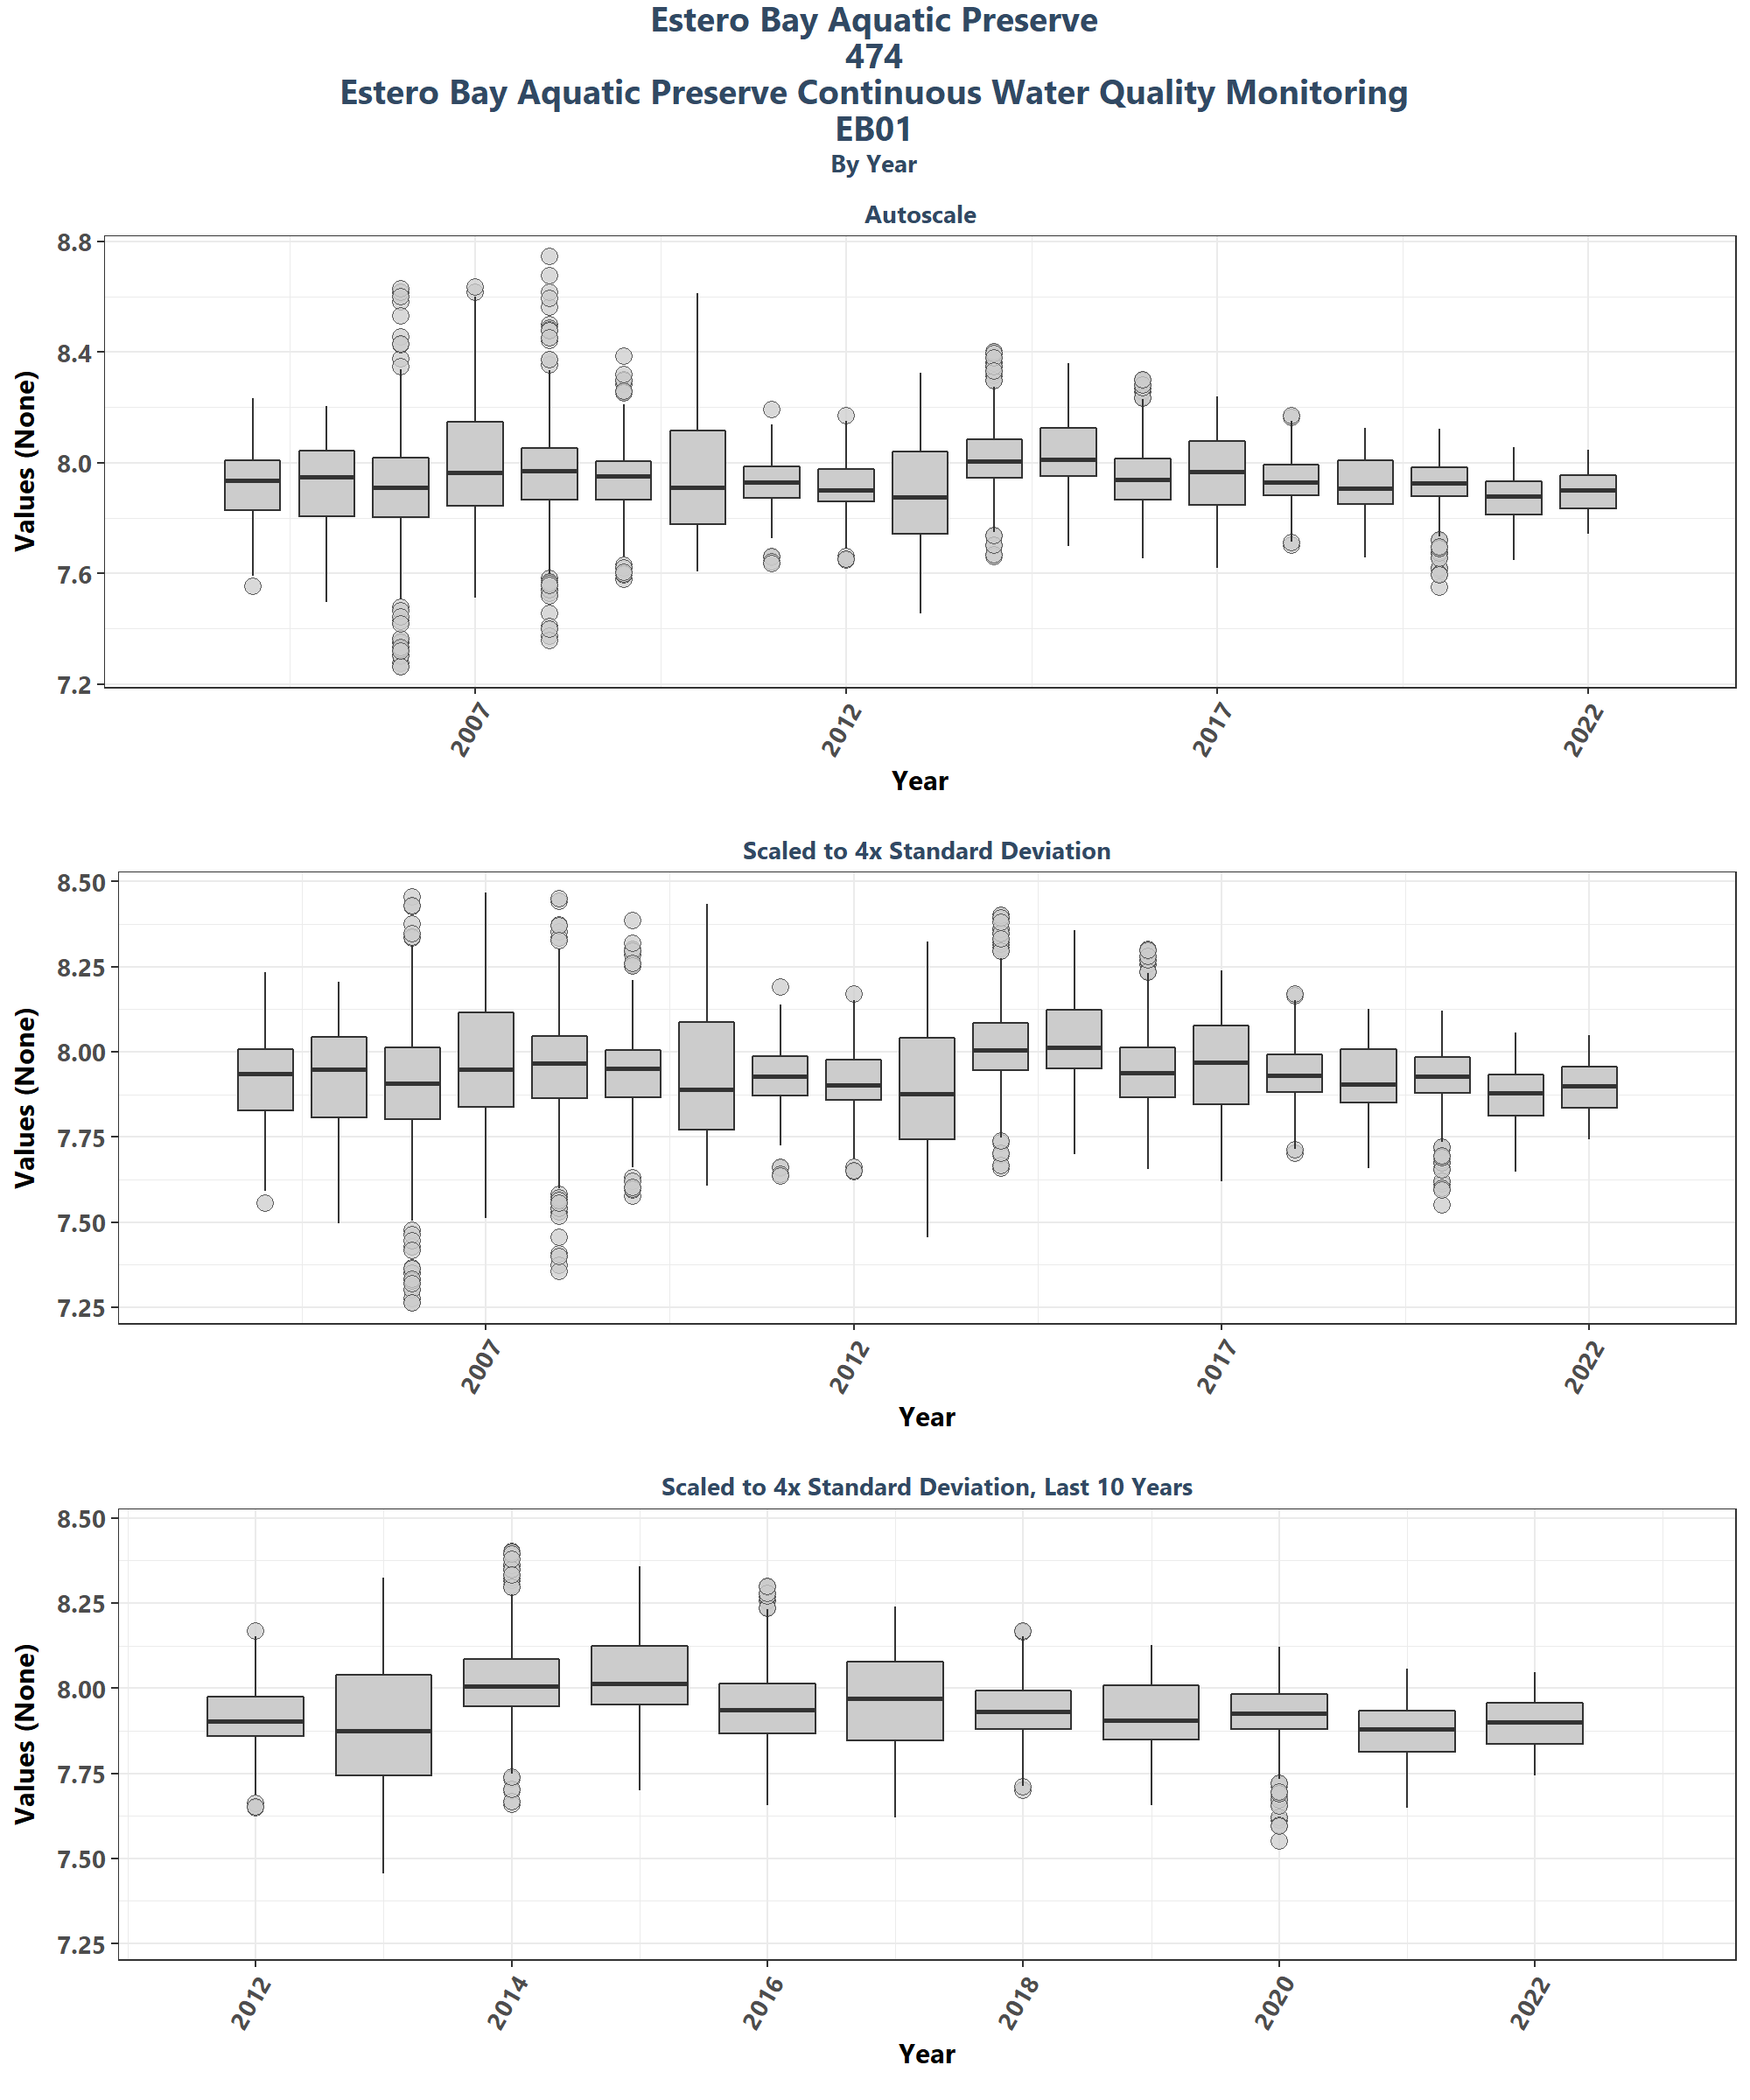 Estero Bay Aquatic Preserve
474
Estero Bay Aquatic Preserve Continuous Water Quality Monitoring
EB01
By Year
Autoscale
Values (None)
8.8
8.4
8.0
7.6
7.2
2007
2012
2017
2022
Year
Scaled to 4x Standard Deviation
Values (None)
8.50
8.25
8.00
7.75
7.50
7.25
2007
2012
2017
2022
Year
Scaled to 4x Standard Deviation, Last 10 Years
Values (None)
8.50
8.25
8.00
7.75
7.50
7.25
2012
2014
2016
2018
2020
2022
Year